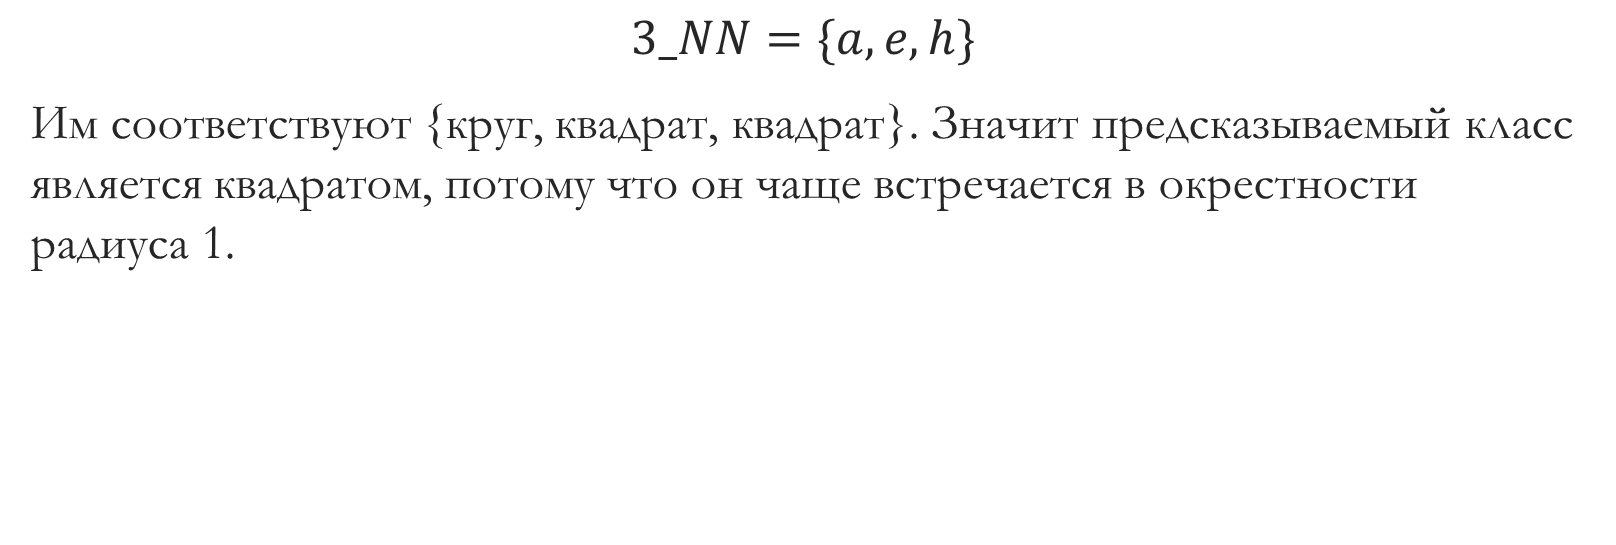 3_NN = {a, e, h}
Им соответствуют {круг, квадрат, квадрат}. Значит предсказываемый класс
является квадратом, потому что он чаще встречается в окрестности
радиуса 1.